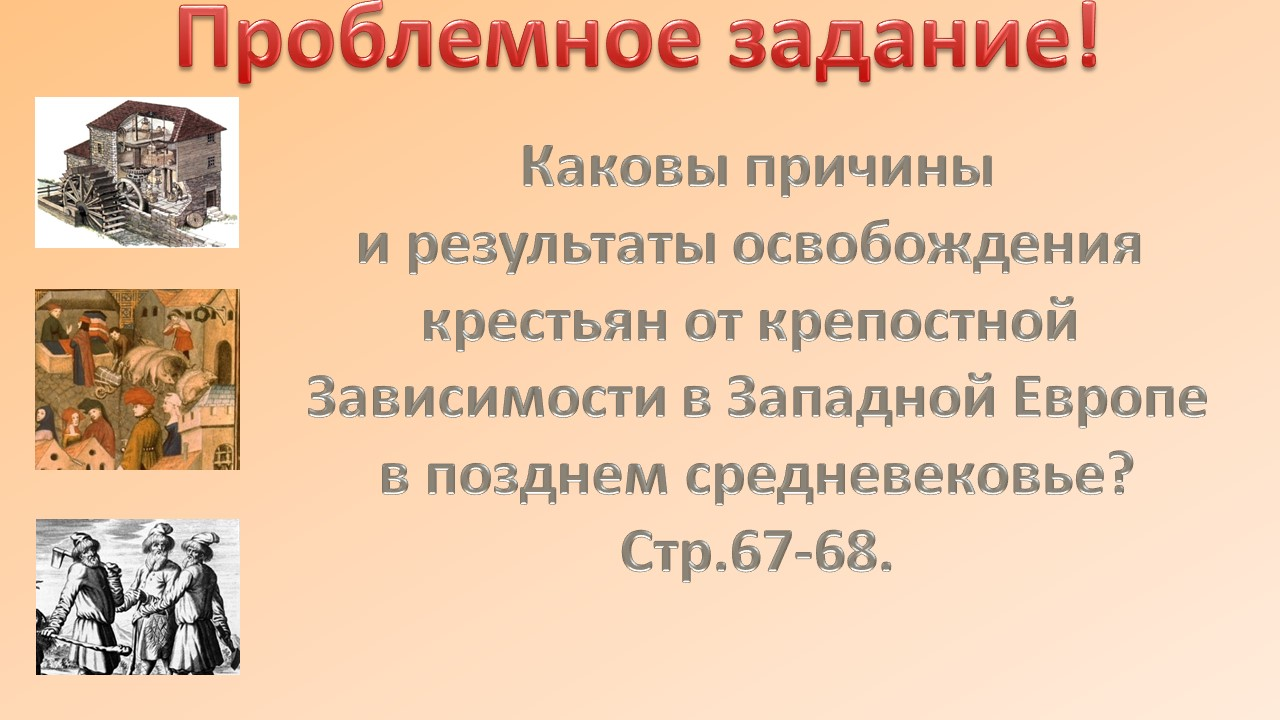 Проблемное задание!
Каковы причины
и результаты освобождения
крестьян от крепостной
Зависимости в Западной Европе
в позднем средневековье?
Стр.67-68.